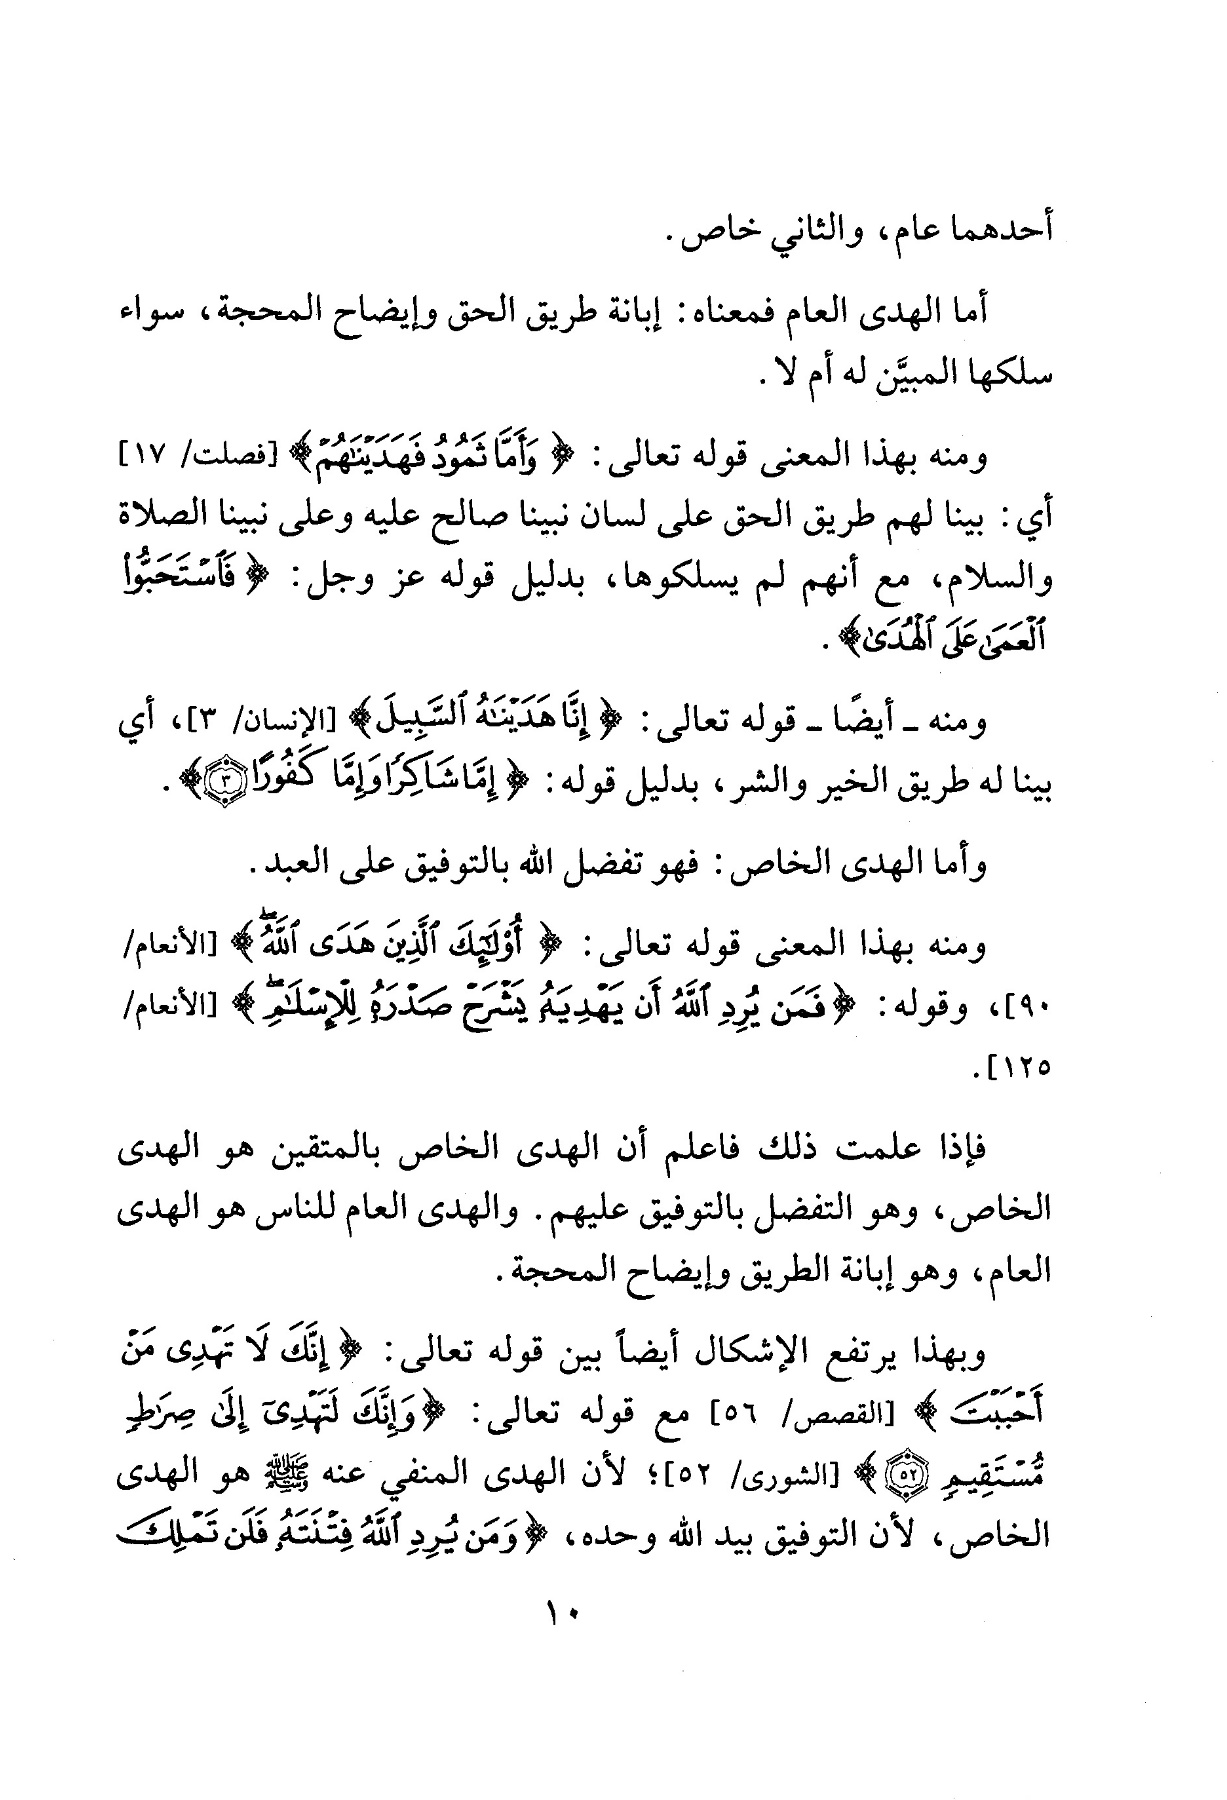 أحدهما عام، والثاني خاص.
أما الهدى العام فمعناه: إبانة طريق الحق وإيضاح المحجة، سواء
سلكها المبيَّن له أم لا.
ومنه بهذا المعنى قوله تعالى: ﴿وَأَمَّا ثَمُودُ فَهَدَيْنَٰهُمْ﴾ [فصلت/ ١٧]
أي: بينا لهم طريق الحق على لسان نبينا صالح عليه وعلى نبينا الصلاة
والسلام، مع أنهم لم يسلكوها، بدليل قوله عز وجل: ﴿فَٱسْتَحَبُّوا۟
ٱلْعَمَىٰ عَلَى ٱلْهُدَىٰ﴾.
ومنه ـ أيضًا ـ قوله تعالى: ﴿إِنَّا هَدَيْنَٰهُ ٱلسَّبِيلَ﴾ [الإنسان/ ٣]، أي
بينا له طريق الخير والشر، بدليل قوله: ﴿إِمَّا شَاكِرًا وَإِمَّا كَفُورًا ٣﴾.
وأما الهدى الخاص: فهو تفضل الله بالتوفيق على العبد.
ومنه بهذا المعنى قوله تعالى: ﴿أُو۟لَٰٓئِكَ ٱلَّذِينَ هَدَى ٱللَّهُۖ﴾ [الأنعام/
٩٠]، وقوله: ﴿فَمَن يُرِدِ ٱللَّهُ أَن يَهْدِيَهُۥ يَشْرَحْ صَدْرَهُۥ لِلْإِسْلَٰمِۖ﴾ [الأنعام/
١٢٥].
فإذا علمت ذلك فاعلم أن الهدى الخاص بالمتقين هو الهدى
الخاص، وهو التفضل بالتوفيق عليهم. والهدى العام للناس هو الهدى
العام، وهو إبانة الطريق وإيضاح المحجة.
وبهذا يرتفع الإشكال أيضاً بين قوله تعالى: ﴿إِنَّكَ لَا تَهْدِى مَنْ
أَحْبَبْتَ﴾ [القصص/ ٥٦] مع قوله تعالى: ﴿وَإِنَّكَ لَتَهْدِىٓ إِلَىٰ صِرَٰطٍ
مُّسْتَقِيمٍ ٥٢﴾ [الشورى/ ٥٢]؛ لأن الهدى المنفي عنه ﷺ هو الهدى
الخاص، لأن التوفيق بيد الله وحده، ﴿وَمَن يُرِدِ ٱللَّهُ فِتْنَتَهُۥ فَلَن تَمْلِكَ
١٠